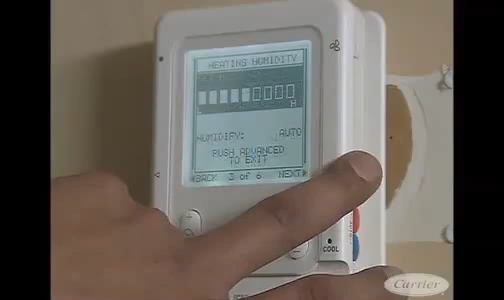 HEATING HUMIDITY
L H
HUMIDIFY: AUTO
PUSH ADVANCED
TO EXIT
BACK 3 of 6 NEXT
COOL
Carrier